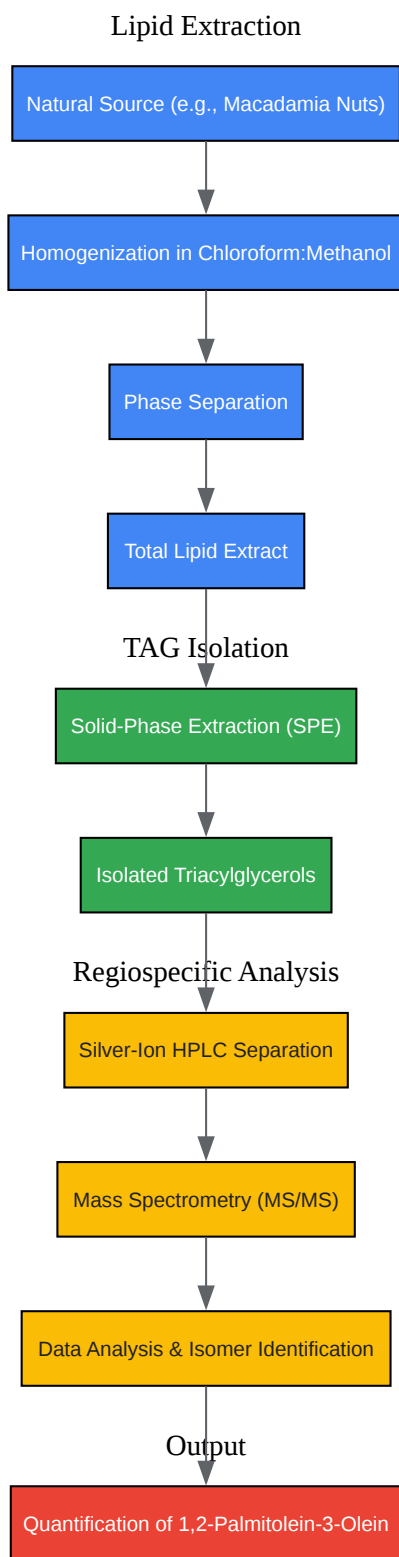 Lipid Extraction
Natural Source (e.g., Macadamia Nuts)
Homogenization in Chloroform:Methanol
Phase Separation
Total Lipid Extract
TAG Isolation
Solid-Phase Extraction (SPE)
Isolated Triacylglycerols
Regiospecific Analysis
Silver-Ion HPLC Separation
Mass Spectrometry (MS/MS)
Data Analysis & Isomer Identification
Output
Quantification of 1,2-Palmitolein-3-Olein